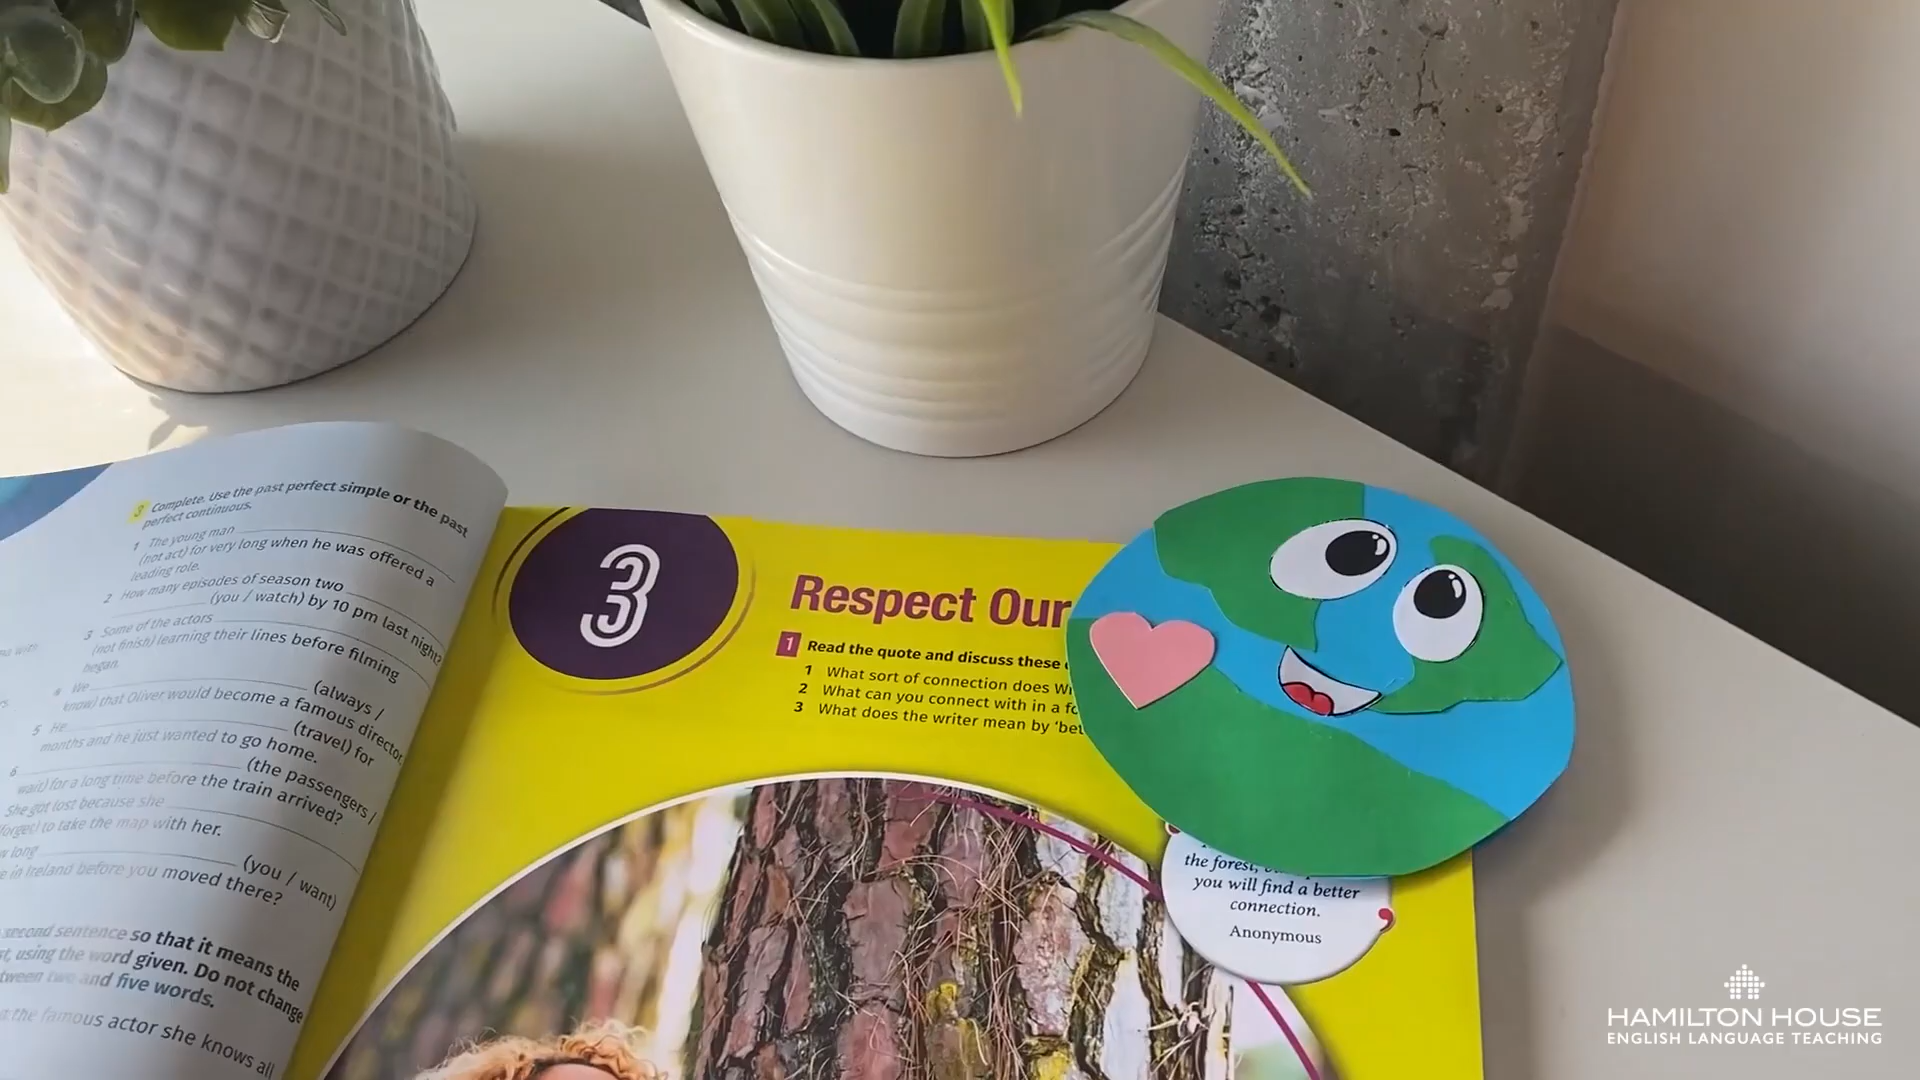 3 Complete. Use the past perfect simple or the past
perfect continuous.
1 The young man
(not act) for very long when he was offered a
leading role.
2 How many episodes of season two
(you / watch) by 10 pm last night?
3 Some of the actors
(not finish) learning their lines before filming
began.
4 We (always /
know) that Oliver would become a famous director.
5 He (travel) for
months and he just wanted to go home.
6 (the passengers /
wait) for a long time before the train arrived?
She got lost because she
(forget) to take the map with her.
long (you / want)
in Ireland before you moved there?
second sentence so that it means the
using the word given. Do not change
two and five words.
the famous actor she knows all
3
Respect Our
1 Read the quote and discuss these
1 What sort of connection does
2 What can you connect with in a
3 What does the writer mean by
the forest,
you will find a better
connection.
Anonymous
HAMILTON HOUSE
ENGLISH LANGUAGE TEACHING